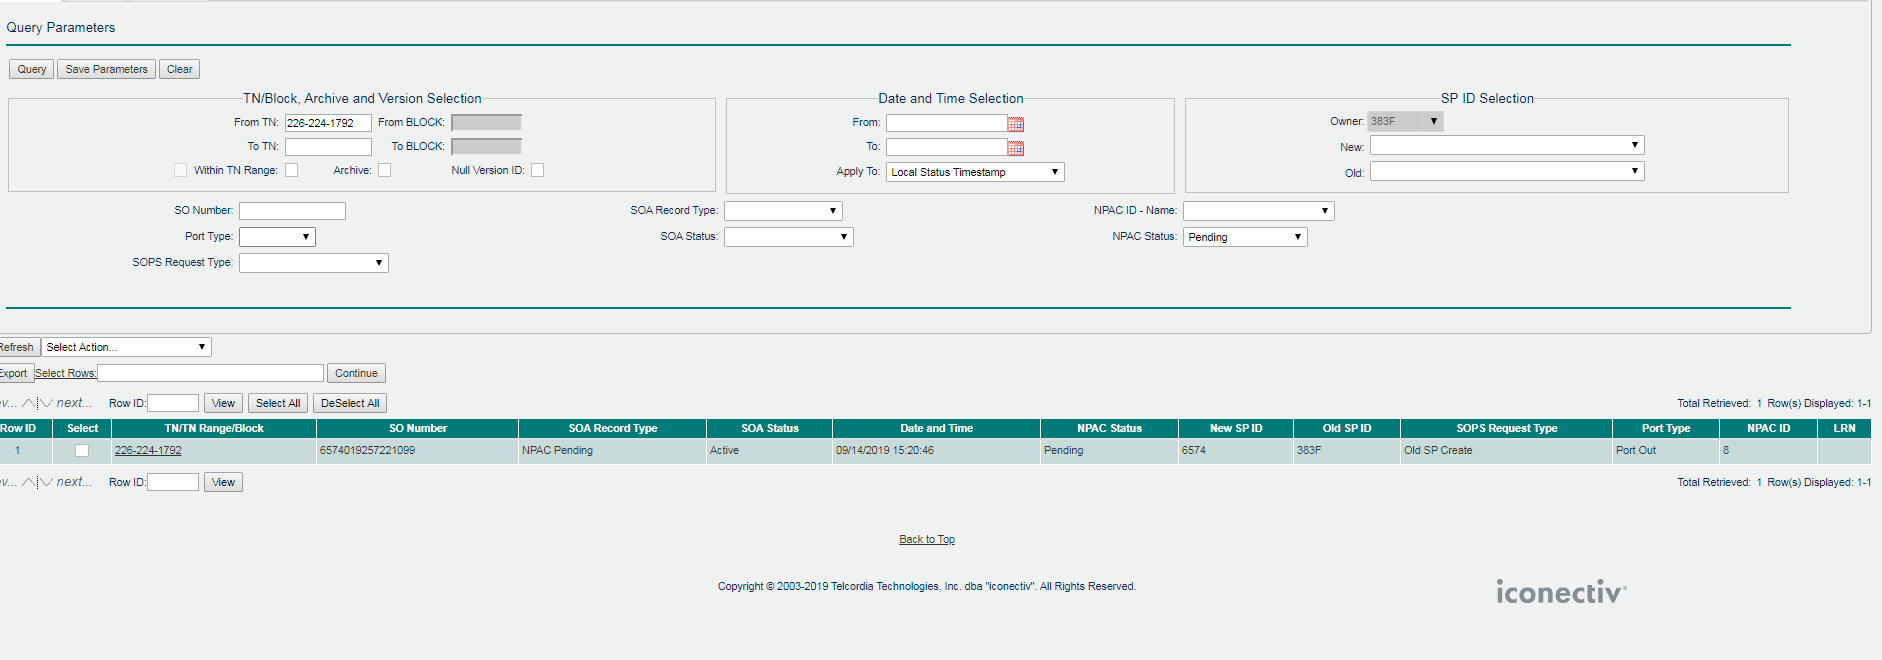 Query Parameters
Query Save Parameters Clear
TN/Block, Archive and Version Selection Date and Time Selection SP ID Selection
From TN: 226-224-1792 From BLOCK: From: Owner: 383F
To TN: To BLOCK: To: New:
Within TN Range: Archive: Null Version ID: Apply To: Local Status Timestamp Old:
SO Number: SOA Record Type: NPAC ID - Name:
Port Type: SOA Status: NPAC Status: Pending
SOPS Request Type:
Refresh Select Action...
Export Select Rows: Continue
ev... next... Row ID: View Select All DeSelect All Total Retrieved: 1 Row(s) Displayed: 1-1
Row ID Select TN/TN Range/Block SO Number SOA Record Type SOA Status Date and Time NPAC Status New SP ID Old SP ID SOPS Request Type Port Type NPAC ID LRN
1 226-224-1792 6574019257221099 NPAC Pending Active 09/14/2019 15:20:46 Pending 6574 383F Old SP Create Port Out 8
ev... next... Row ID: View Total Retrieved: 1 Row(s) Displayed: 1-1
Back to Top
Copyright © 2003-2019 Telcordia Technologies, Inc. dba "iconectiv". All Rights Reserved.
iconectiv